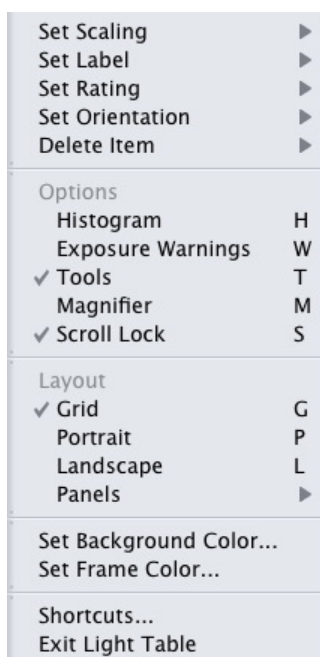 Set Scaling
Set Label
Set Rating
Set Orientation
Delete Item
Options
Histogram H
Exposure Warnings W
Tools T
Magnifier M
Scroll Lock S
Layout
Grid G
Portrait P
Landscape L
Panels
Set Background Color...
Set Frame Color...
Shortcuts...
Exit Light Table